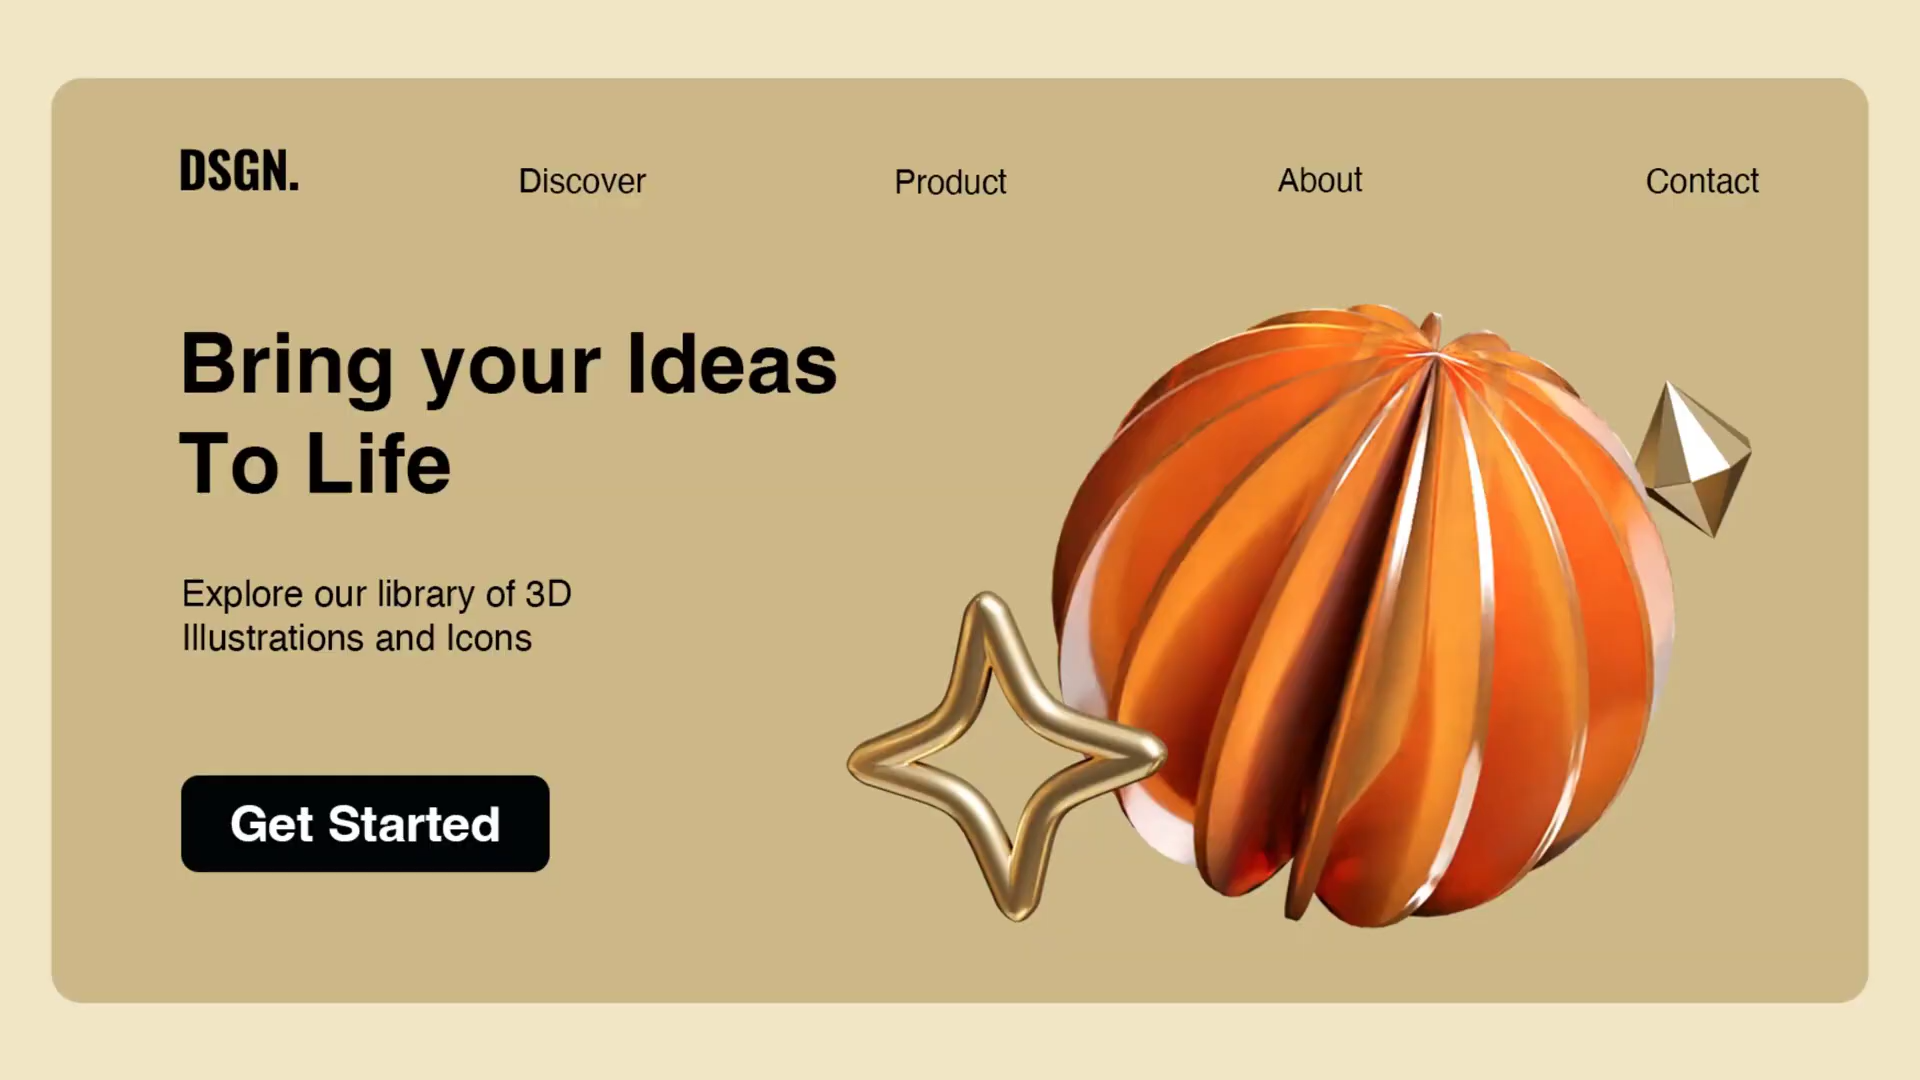 DSGN.
Discover
Product
About
Contact
Bring your Ideas
To Life
Explore our library of 3D
Illustrations and Icons
Get Started